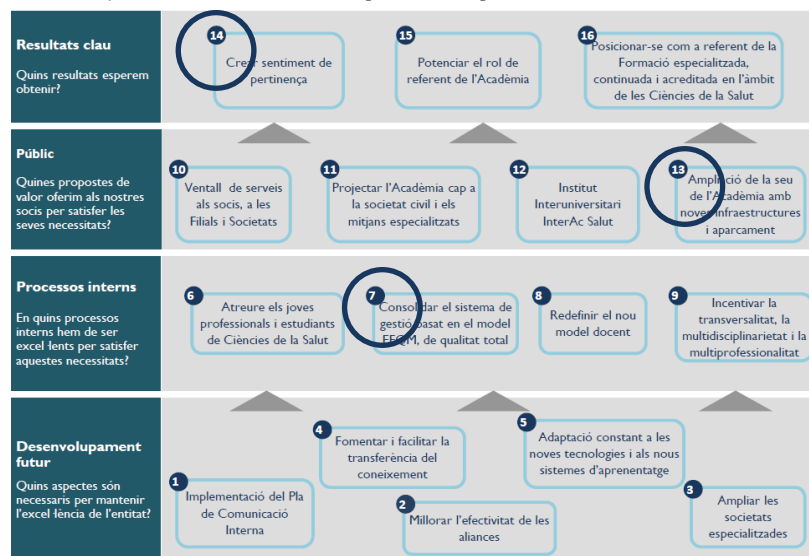 Resultats clau
Quins resultats esperem
obtenir?
14
Crear sentiment de
pertinença
15
Potenciar el rol de
referent de l'Acadèmia
16
Posicionar-se com a referent de la
Formació especialitzada,
continuada i acreditada en l'àmbit
de les Ciències de la Salut
Públic
Quines propostes de
valor oferim als nostres
socis per satisfer les
seves necessitats?
10
Ventall de serveis
als socis, a les
Filials i Societats
11
Projectar l'Acadèmia cap a
la societat civil i els
mitjans especialitzats
12
Institut
Interuniversitari
InterAc Salut
13
Ampliació de la seu
de l'Acadèmia amb
noves infraestructures
i aparcament
Processos interns
En quins processos
interns hem de ser
excel·lents per satisfer
aquestes necessitats?
6
Atreure els joves
professionals i estudiants
de Ciències de la Salut
7
Consolidar el sistema de
gestió basat en el model
EFQM, de qualitat total
8
Redefinir el nou
model docent
9
Incentivar la
transversalitat, la
multidisciplinarietat i la
multiprofessionalitat
Desenvolupament
futur
Quins aspectes són
necessaris per mantenir
l'excel·lència de l'entitat?
1
Implementació del Pla
de Comunicació
Interna
4
Fomentar i facilitar la
transferència del
coneixement
2
Millorar l'efectivitat de les
aliances
5
Adaptació constant a les
noves tecnologies i als nous
sistemes d'aprenentatge
3
Ampliar les
societats
especialitzades